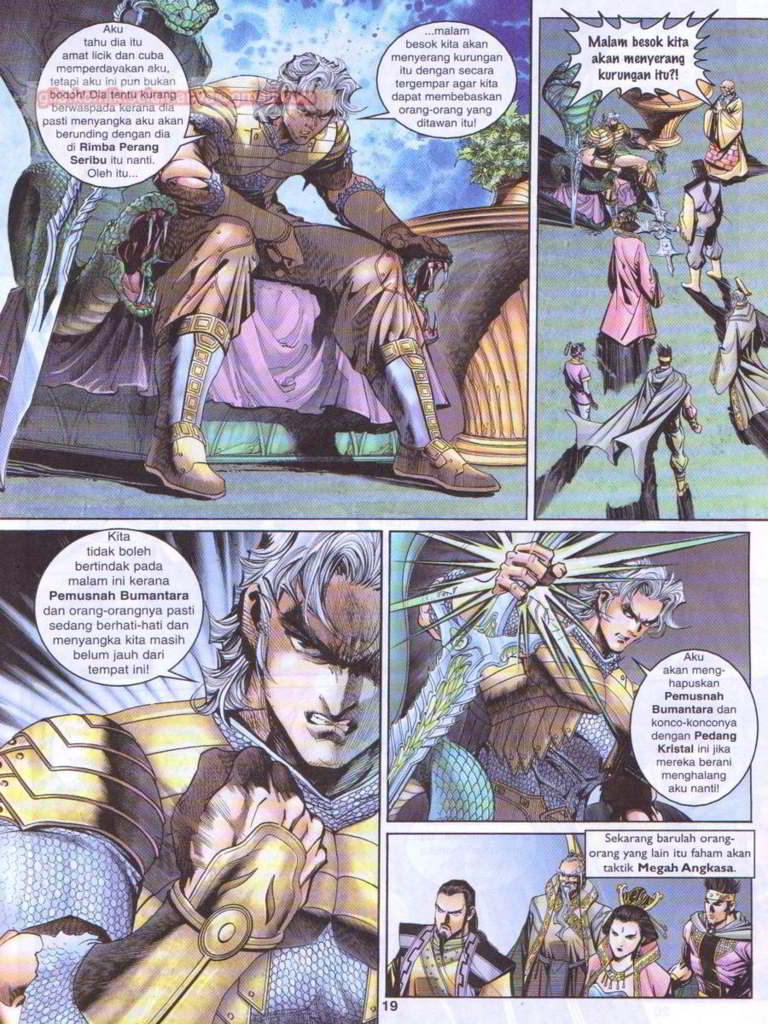 Aku
tahu dia itu
amat licik dan cuba
memperdayakan aku,
tetapi aku ini pun bukan
bodoh! Dia tentu kurang
berwaspada kerana dia
pasti menyangka aku akan
berunding dengan dia
di Rimba Perang
Seribu itu nanti.
Oleh itu...
...malam
besok kita akan
menyerang kurungan
itu dengan secara
tergempar agar kita
dapat membebaskan
orang-orang yang
ditawan itu!
Malam besok kita
akan menyerang
kurungan itu?!
Kita
tidak boleh
bertindak pada
malam ini kerana
Pemusnah Bumantara
dan orang-orangnya pasti
sedang berhati-hati dan
menyangka kita masih
belum jauh dari
tempat ini!
Aku
akan meng-
hapuskan
Pemusnah
Bumantara dan
konco-konconya
dengan Pedang
Kristal ini jika
mereka berani
menghalang
aku nanti!
Sekarang barulah orang-
orang yang lain itu faham akan
taktik Megah Angkasa.
19